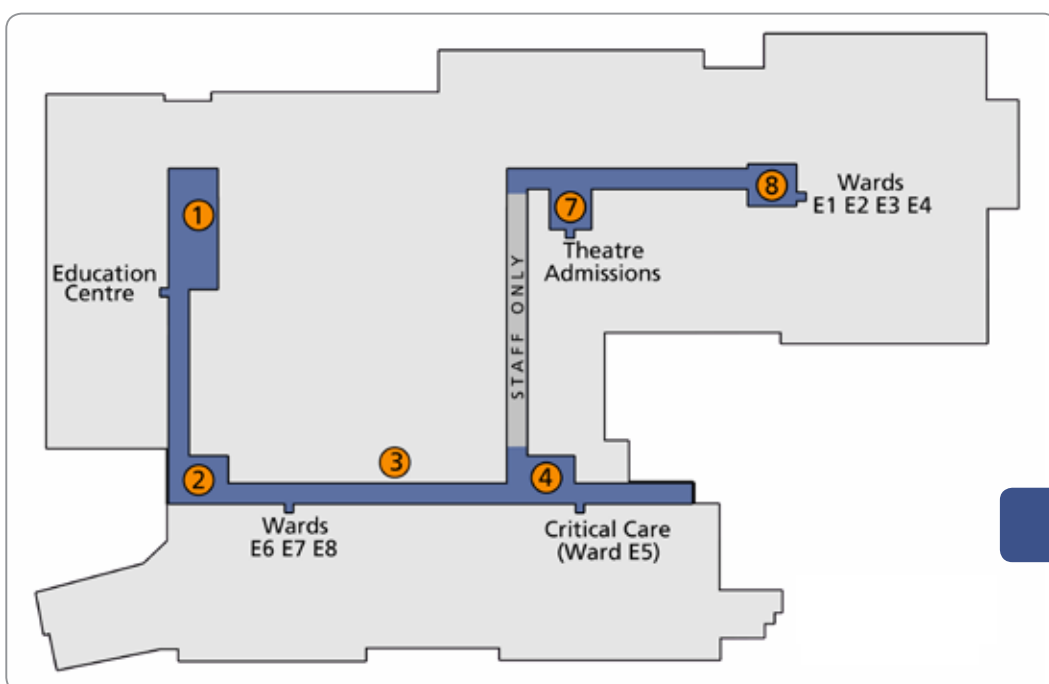 1
7
8
Wards
E1 E2 E3 E4
Theatre
Admissions
Education
Centre
STAFF ONLY
2
3
4
Wards
E6 E7 E8
Critical Care
(Ward E5)